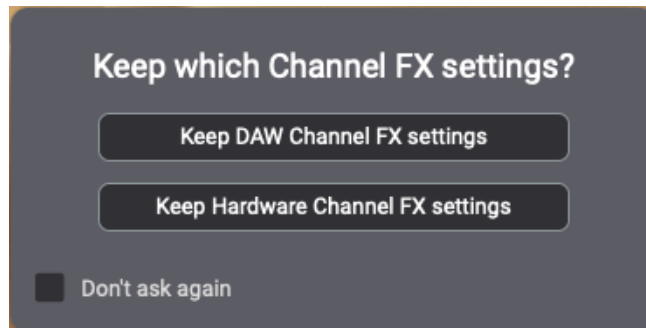 Keep which Channel FX settings?
Keep DAW Channel FX settings
Keep Hardware Channel FX settings
Don't ask again